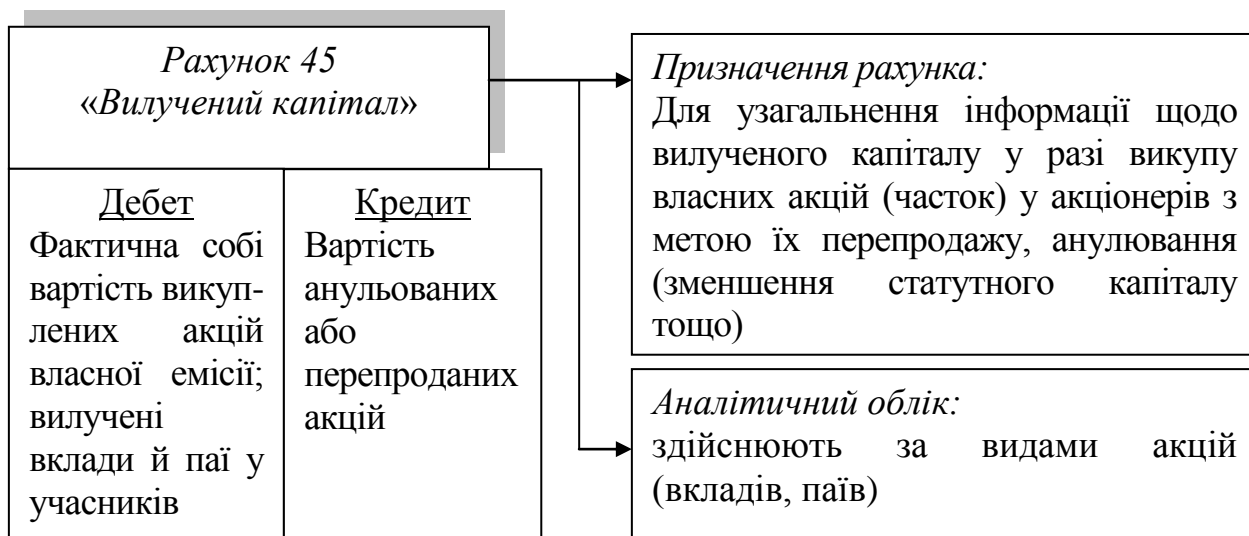 Рахунок 45
«Вилучений капітал»
Дебет
Фактична собі
вартість викуп-
лених акцій
власної емісії;
вилучені
вклади й паї у
учасників
Кредит
Вартість
анульованих
або
перепроданих
акцій
Призначення рахунка:
Для узагальнення інформації щодо
вилученого капіталу у разі викупу
власних акцій (часток) у акціонерів з
метою їх перепродажу, анулювання
(зменшення статутного капіталу
тощо)
Аналітичний облік:
здійснюють за видами акцій
(вкладів, паїв)